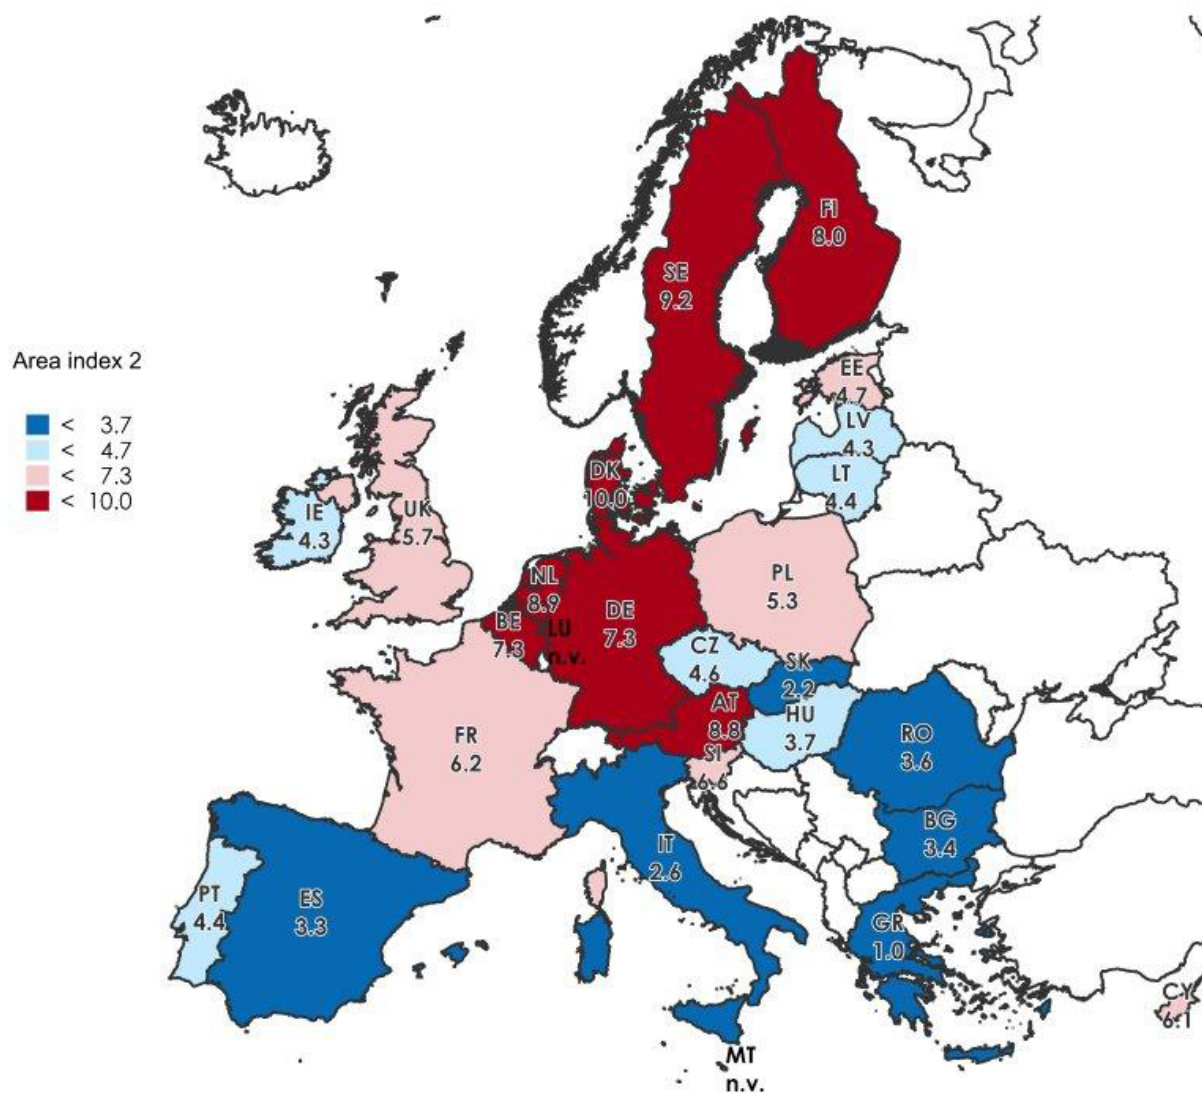 Area index 2
< 3.7
< 4.7
< 7.3
< 10.0
FI
8.0
SE
9.2
EE
4.7
LV
4.3
LT
4.4
DK
10.0
IE
4.3
UK
5.7
NL
8.9
BE
7.3
LU
n.v.
DE
7.3
PL
5.3
CZ
4.6
SK
2.2
AT
8.8
HU
3.7
SI
6.6
FR
6.2
RO
3.6
BG
3.4
IT
2.6
PT
4.4
ES
3.3
GR
1.0
CY
6.1
MT
n.v.